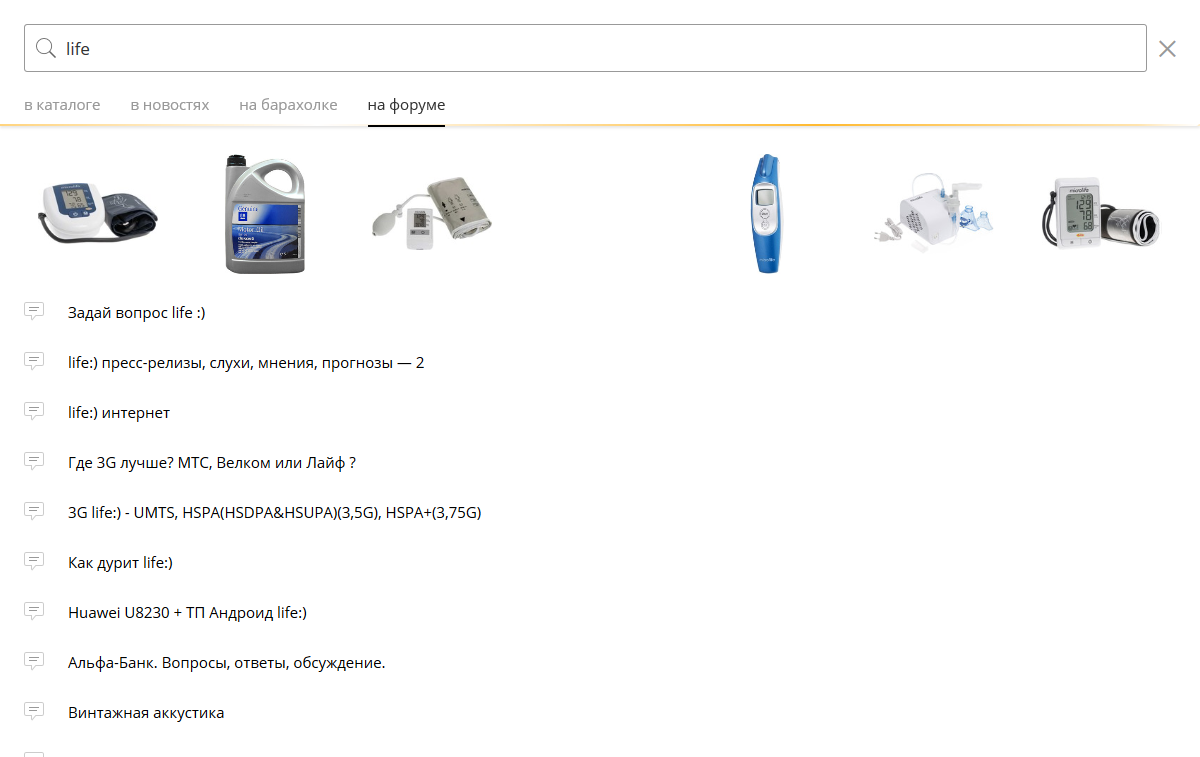 life
в каталоге в новостях на барахолке на форуме
Задай вопрос life :)
life:) пресс-релизы, слухи, мнения, прогнозы — 2
life:) интернет
Где 3G лучше? МТС, Велком или Лайф ?
3G life:) - UMTS, HSPA(HSDPA&HSUPA)(3,5G), HSPA+(3,75G)
Как дурит life:)
Huawei U8230 + ТП Андроид life:)
Альфа-Банк. Вопросы, ответы, обсуждение.
Винтажная аккустика